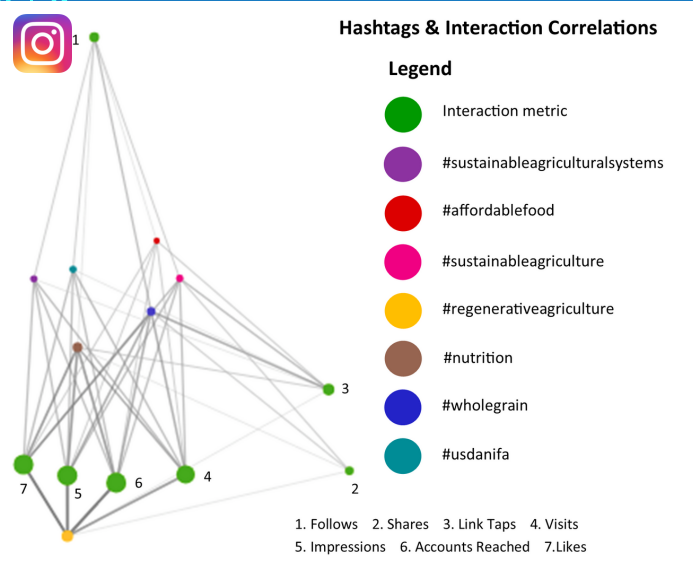 Hashtags & Interaction Correlations
Legend
Interaction metric
#sustainableagriculturalsystems
#affordablefood
#sustainableagriculture
#regenerativeagriculture
#nutrition
#wholegrain
#usdanifa
1
3
2
7
5
6
4
1. Follows 2. Shares 3. Link Taps 4. Visits
5. Impressions 6. Accounts Reached 7.Likes